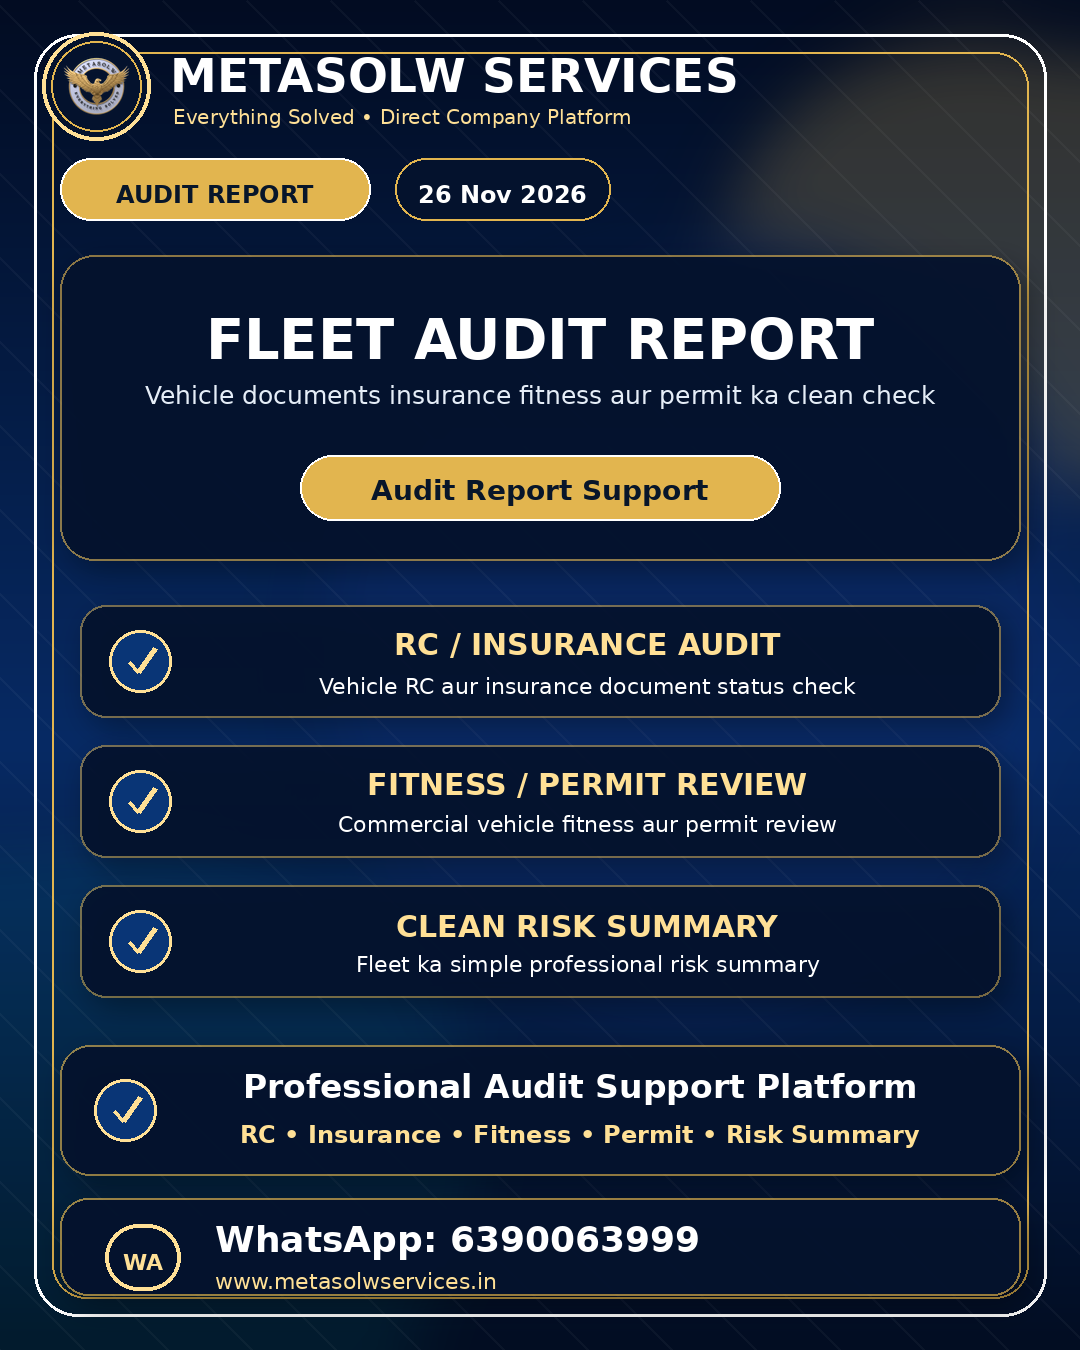 METASOLW
EVERYTHING SOLVED
METASOLW SERVICES
Everything Solved • Direct Company Platform
AUDIT REPORT
26 Nov 2026
FLEET AUDIT REPORT
Vehicle documents insurance fitness aur permit ka clean check
Audit Report Support
RC / INSURANCE AUDIT
Vehicle RC aur insurance document status check
FITNESS / PERMIT REVIEW
Commercial vehicle fitness aur permit review
CLEAN RISK SUMMARY
Fleet ka simple professional risk summary
Professional Audit Support Platform
RC • Insurance • Fitness • Permit • Risk Summary
WA
WhatsApp: 6390063999
www.metasolwservices.in